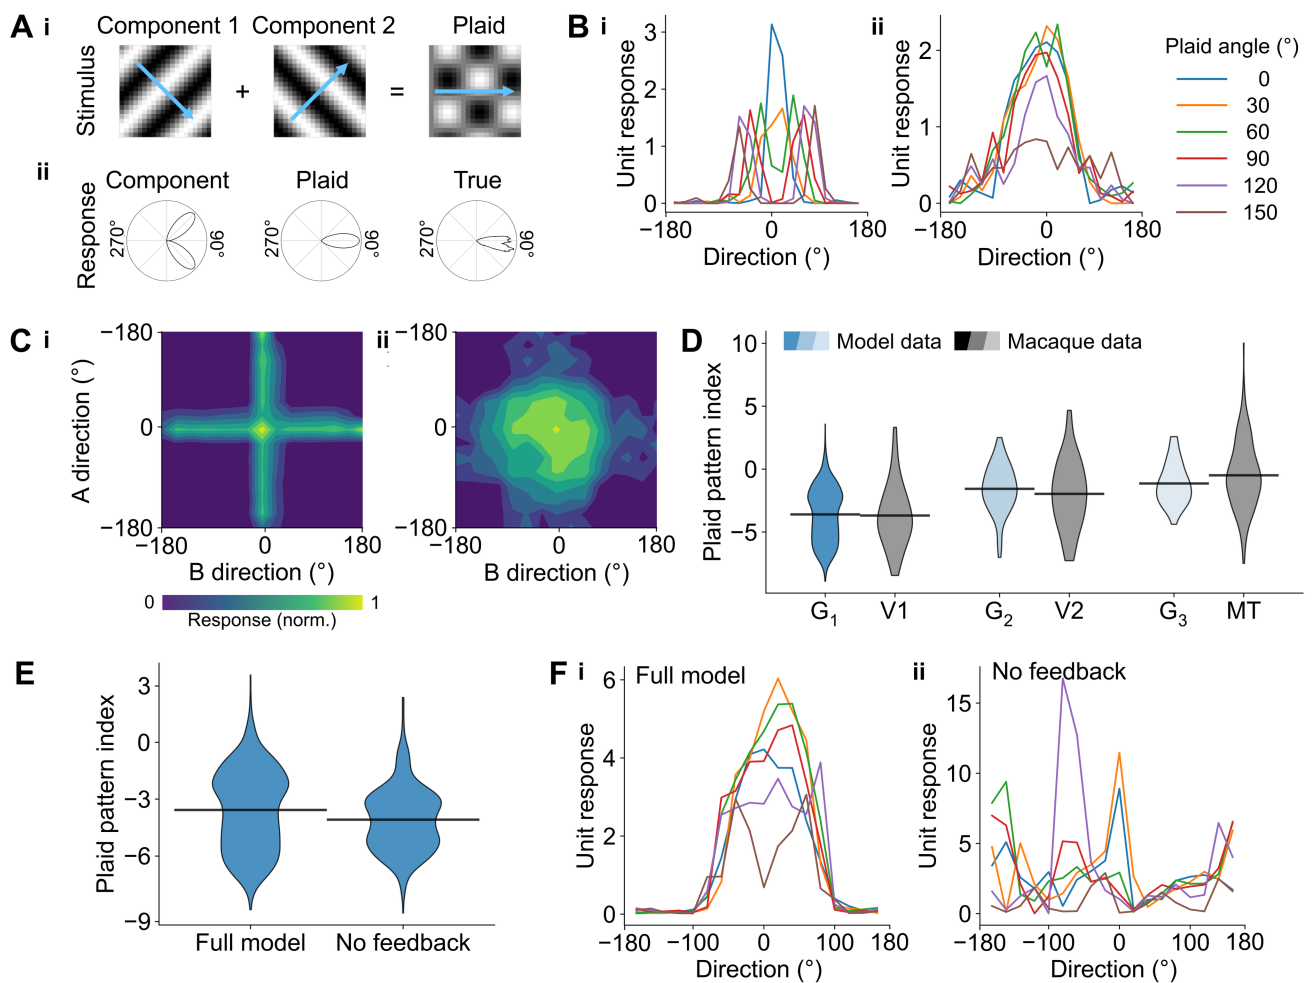 A i Component 1 Component 2 Plaid
Stimulus
+ =
ii Component Plaid True
Response
270° 90° 270° 90° 270° 90°
B i
Unit response
3
2
1
0
−180 0 180
Direction (°)
ii
Unit response
2
1
0
−180 0 180
Direction (°)
Plaid angle (°)
0
30
60
90
120
150
C i
A direction (°)
−180
0
−180
−180 0 180
B direction (°)
0 1
Response (norm.)
ii
−180
0
−180
−180 0 180
B direction (°)
D
Model data Macaque data
Plaid pattern index
10
5
0
−5
G1 V1 G2 V2 G3 MT
E
Plaid pattern index
3
0
−3
−6
−9
Full model No feedback
F i Full model
Unit response
6
4
2
0
−180 −100 0 100 180
Direction (°)
ii No feedback
Unit response
15
10
5
0
−180 −100 0 100 180
Direction (°)